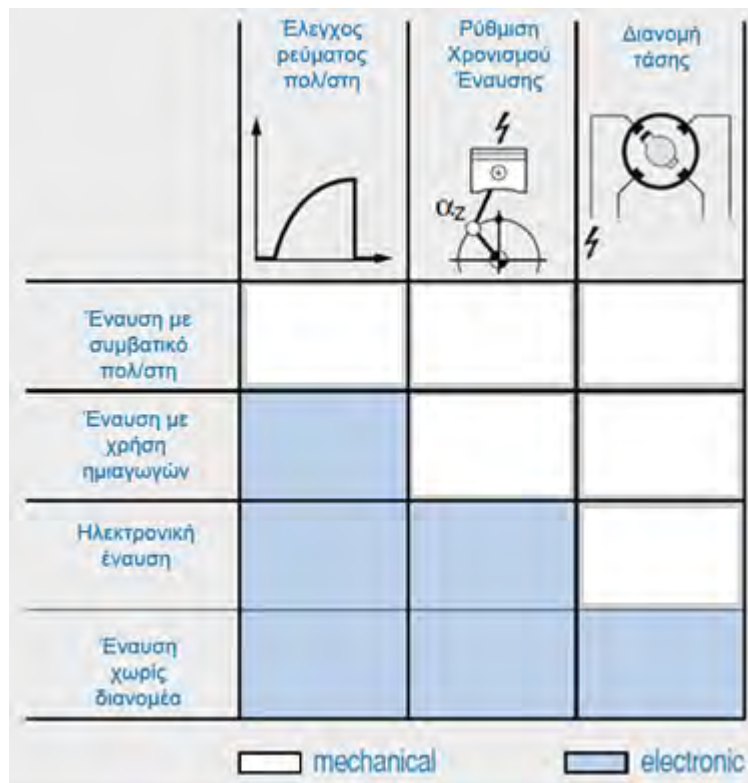 Έλεγχος
ρεύματος
πολ/στη
Ρύθμιση
Χρονισμού
Έναυσης
Διανομή
τάσης
αz
Έναυση με
συμβατικό
πολ/στη
Έναυση με
χρήση
ημιαγωγών
Ηλεκτρονική
έναυση
Έναυση
χωρίς
διανομέα
mechanical
electronic